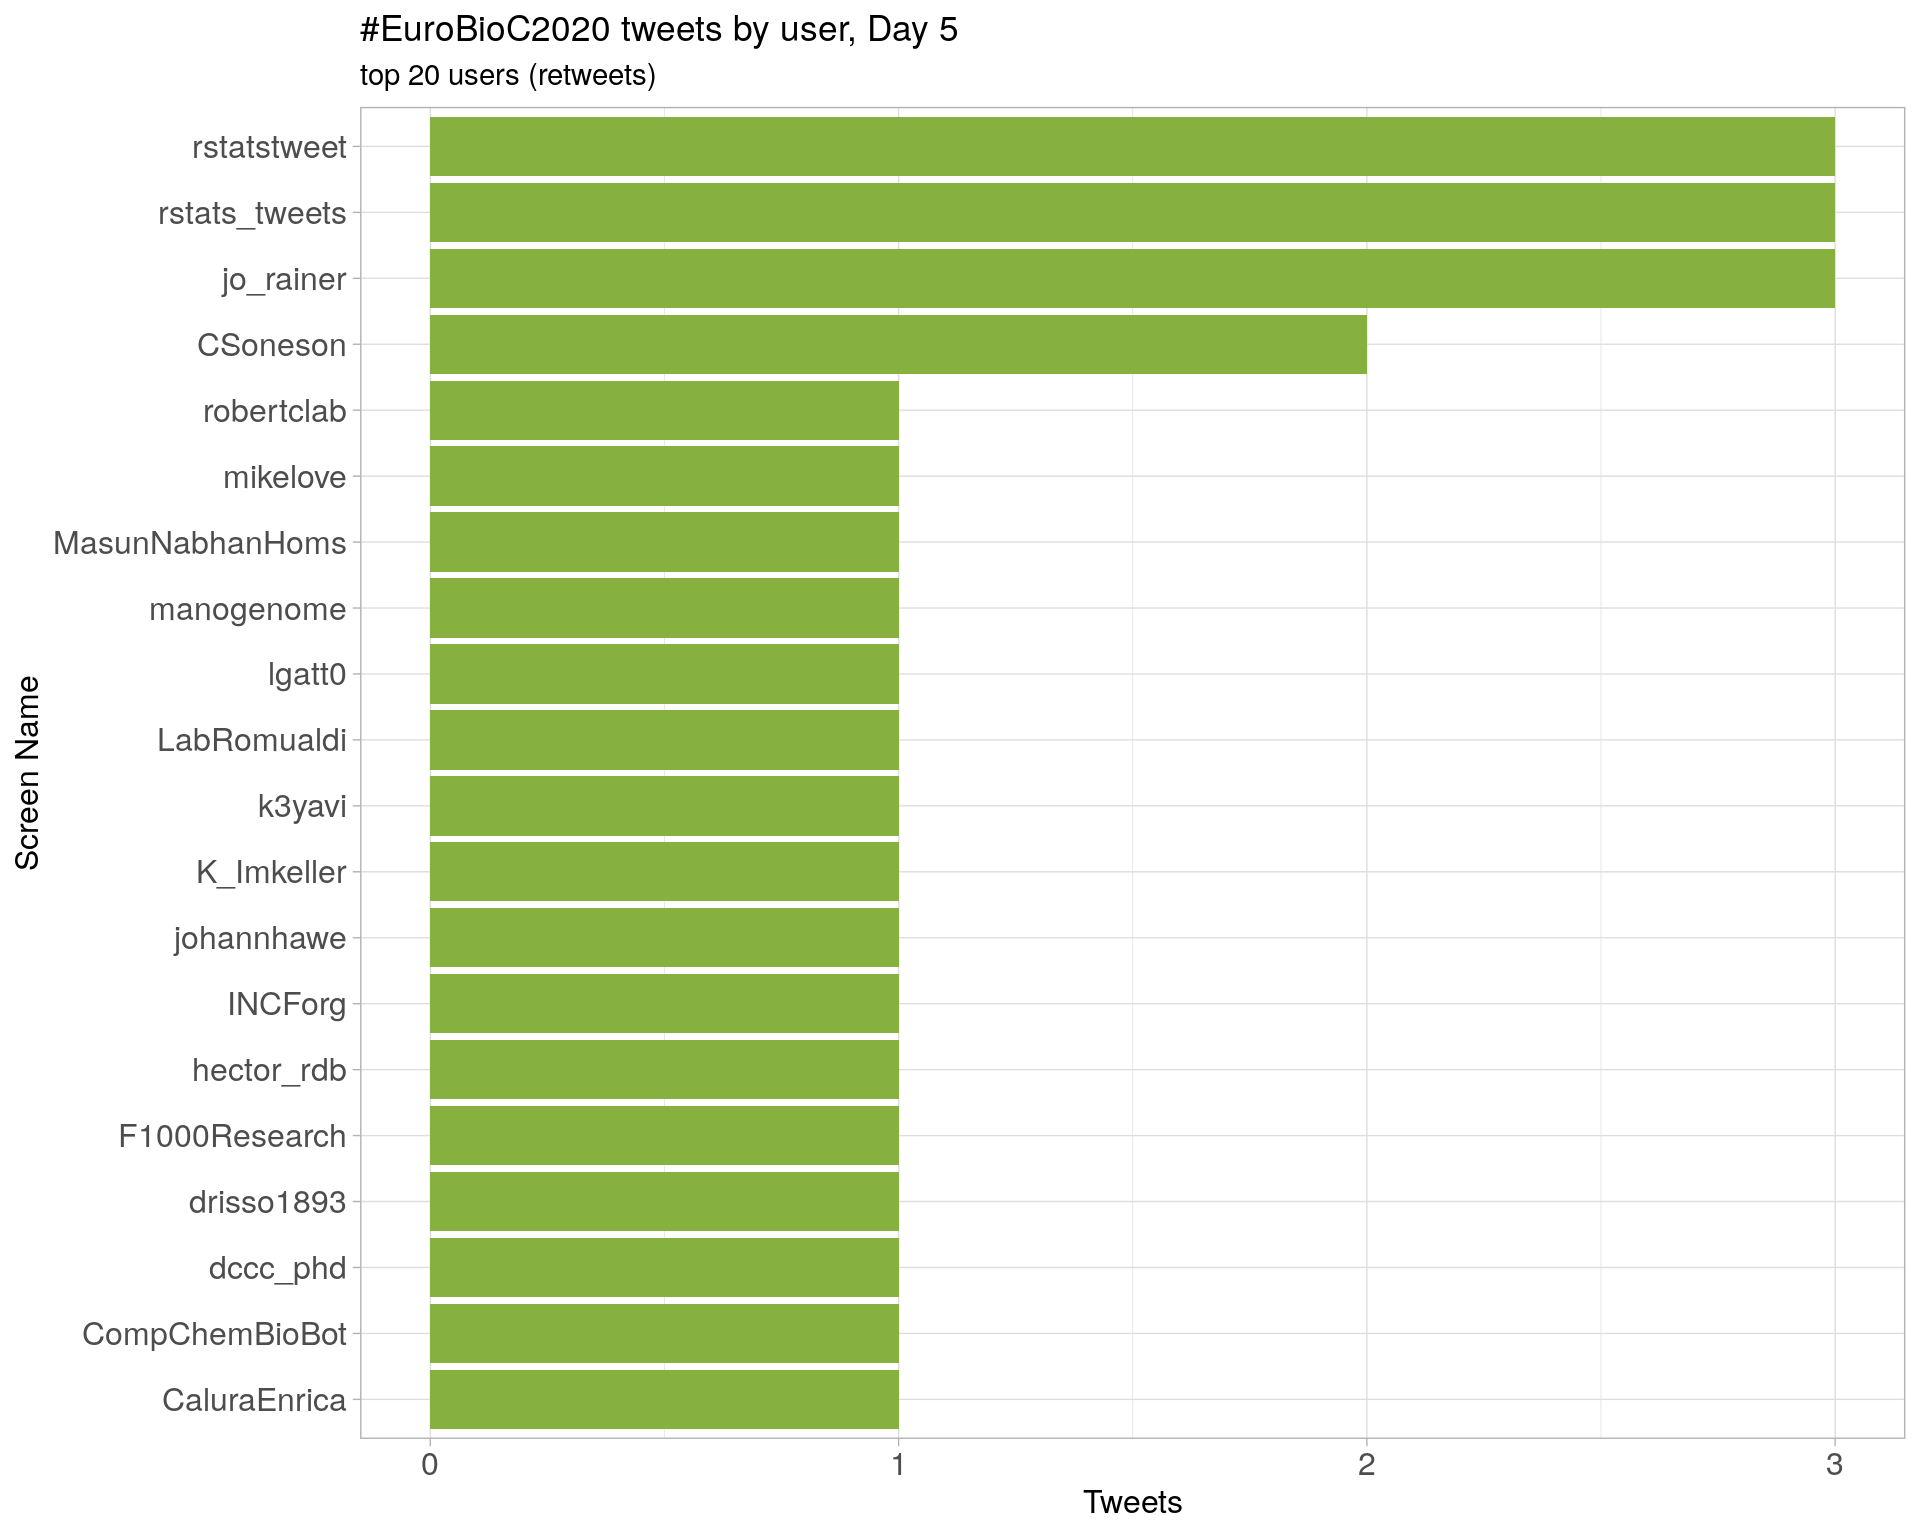 #EuroBioC2020 tweets by user, Day 5
top 20 users (retweets)
rstatstweet
rstats_tweets
jo_rainer
CSoneson
robertclab
mikelove
MasunNabhanHoms
manogenome
lgatt0
LabRomualdi
k3yavi
K_Imkeller
johannhawe
INCForg
hector_rdb
F1000Research
drisso1893
dccc_phd
CompChemBioBot
CaluraEnrica
Screen Name
0 1 2 3
Tweets